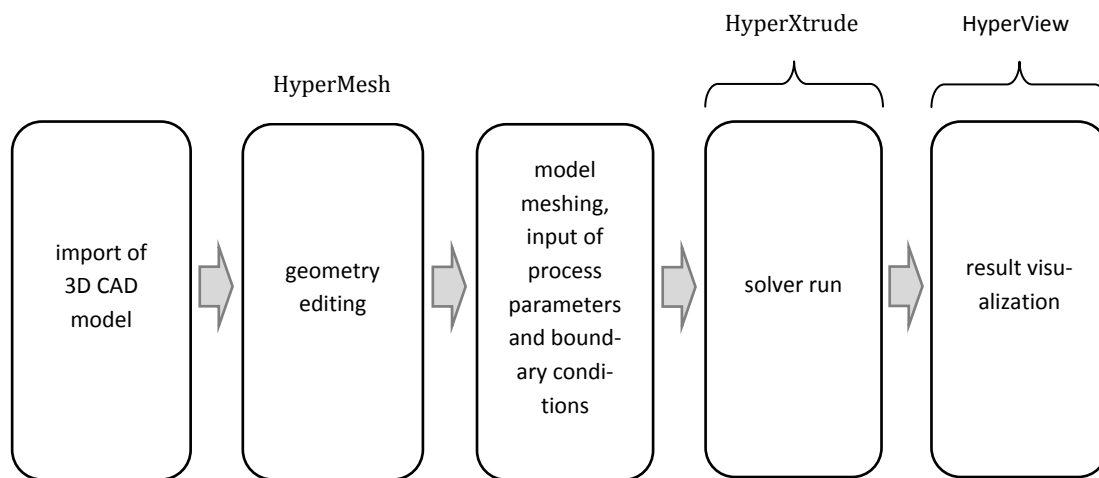 HyperXtrude
HyperView
HyperMesh
import of
3D CAD
model
geometry
editing
model
meshing,
input of
process
parameters
and bound-
ary condi-
tions
solver run
result visu-
alization